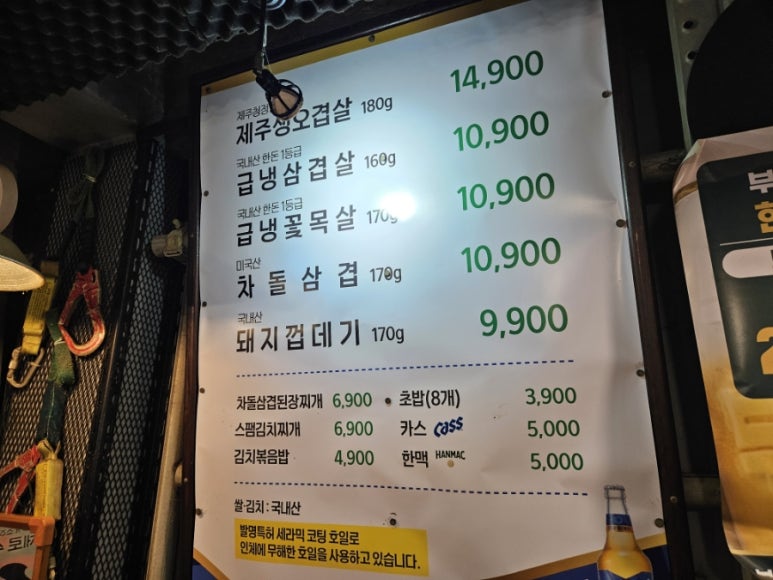 제주청정
제주생오겹살 180g 14,900
국내산 한돈 1등급
급냉삼겹살 160g 10,900
국내산 한돈 1등급
급냉꽃목살 170g 10,900
미국산
차돌삼겹 170g 10,900
국내산
돼지껍데기 170g 9,900
차돌삼겹된장찌개 6,900 • 초밥(8개) 3,900
스팸김치찌개 6,900 카스 cass 5,000
김치볶음밥 4,900 한맥 HANMAC 5,000
쌀·김치 : 국내산
발명특허 세라믹 코팅 호일로
인체에 무해한 호일을 사용하고 있습니다.